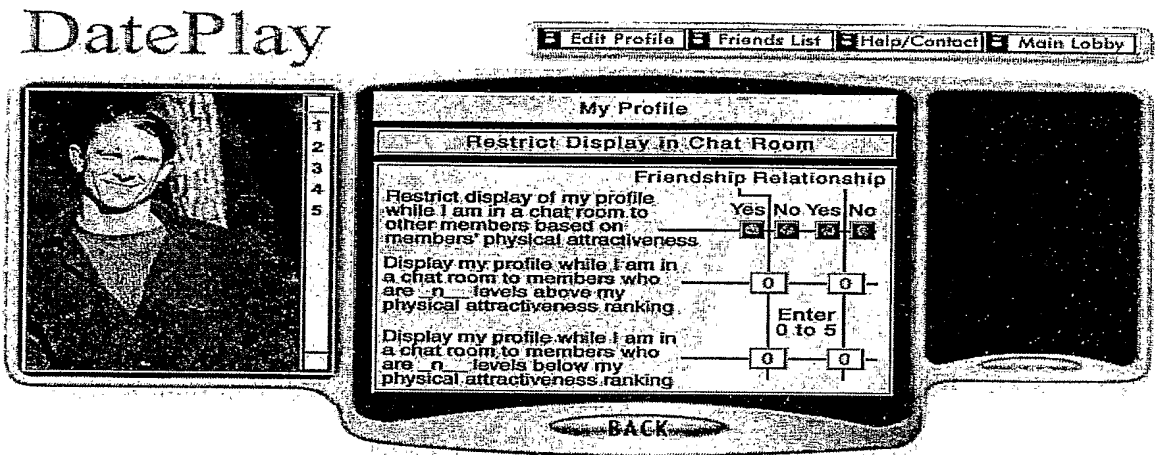 DatePlay
Edit Profile Friends List Help/Contact Main Lobby
1
2
3
4
5
My Profile
Restrict Display in Chat Room
Friendship Relationship
Restrict display of my profile
while I am in a chat room to
other members based on
members' physical attractiveness
Yes No Yes No
Display my profile while I am in
a chat room to members who
are _n_ levels above my
physical attractiveness ranking
0 0
Enter
0 to 5
Display my profile while I am in
a chat room to members who
are _n_ levels below my
physical attractiveness ranking
0 0
BACK